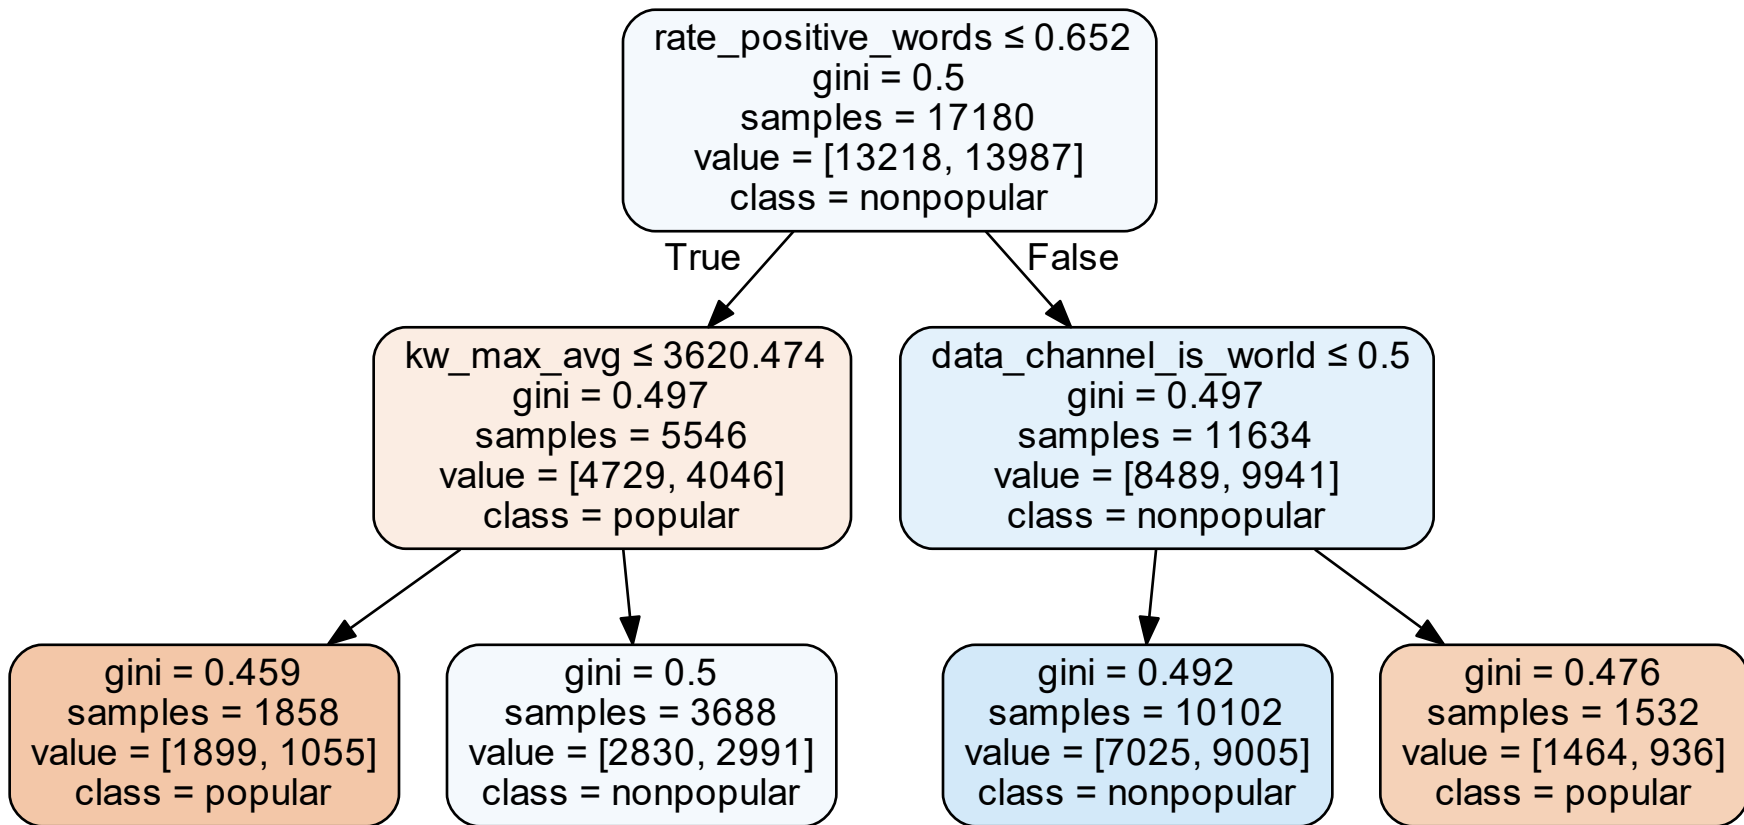 rate_positive_words ≤ 0.652
gini = 0.5
samples = 17180
value = [13218, 13987]
class = nonpopular
True
False
kw_max_avg ≤ 3620.474
gini = 0.497
samples = 5546
value = [4729, 4046]
class = popular
data_channel_is_world ≤ 0.5
gini = 0.497
samples = 11634
value = [8489, 9941]
class = nonpopular
gini = 0.459
samples = 1858
value = [1899, 1055]
class = popular
gini = 0.5
samples = 3688
value = [2830, 2991]
class = nonpopular
gini = 0.492
samples = 10102
value = [7025, 9005]
class = nonpopular
gini = 0.476
samples = 1532
value = [1464, 936]
class = popular